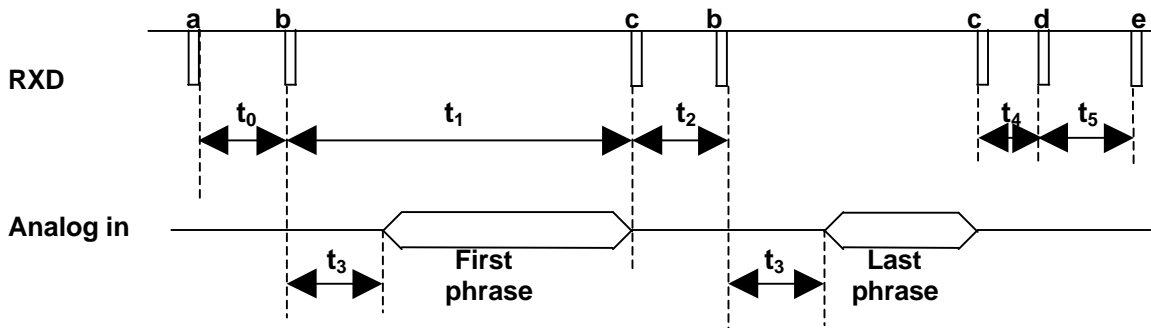 a b c b c d e
RXD
t0 t1 t2 t4 t5
Analog in
t3 First phrase t3 Last phrase